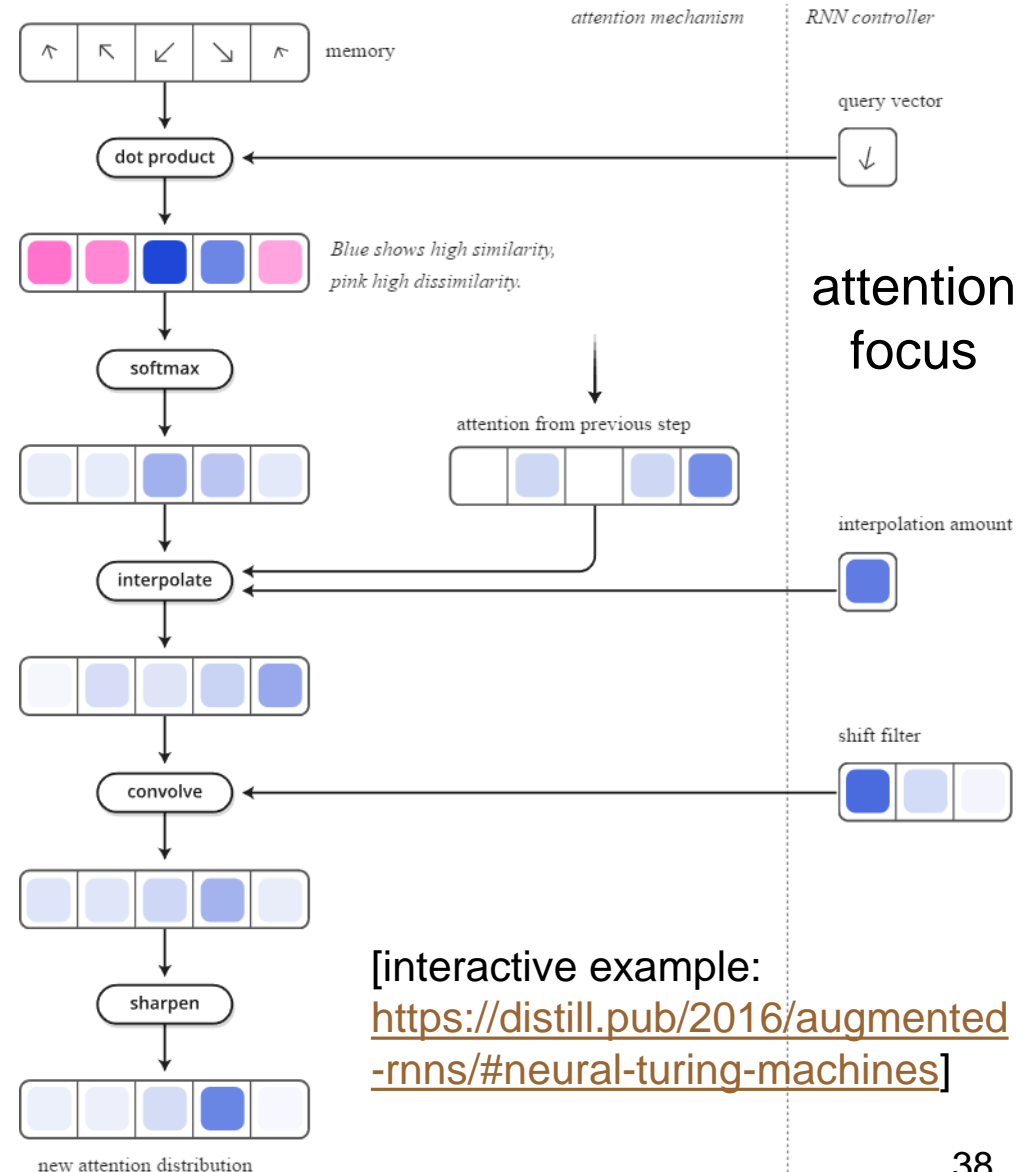 attention mechanism
RNN controller
memory
query vector
dot product
Blue shows high similarity,
pink high dissimilarity.
attention
focus
softmax
attention from previous step
interpolation amount
interpolate
shift filter
convolve
[interactive example:
https://distill.pub/2016/augmented
-rnns/#neural-turing-machines]
sharpen
new attention distribution
38